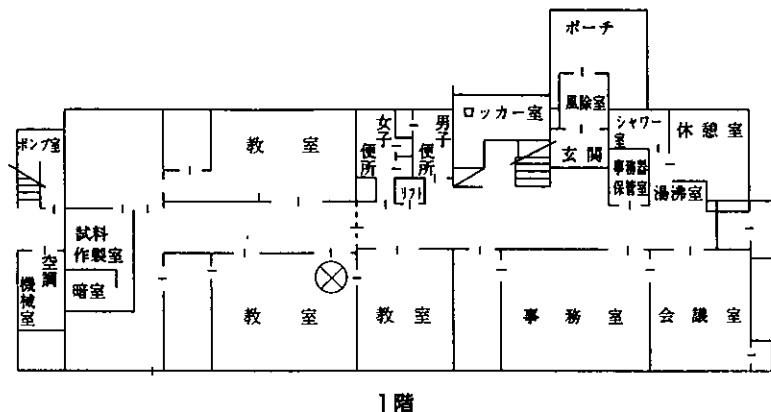 ポーチ
ロッカー室
風除室
玄関
シャワー
室
休憩室
ポンプ室
教室
女子
便所
男子
便所
リフト
事務器
保管室
湯沸室
試料
作製室
暗室
空調
機械室
教室
教室
事務室
会議室
1階